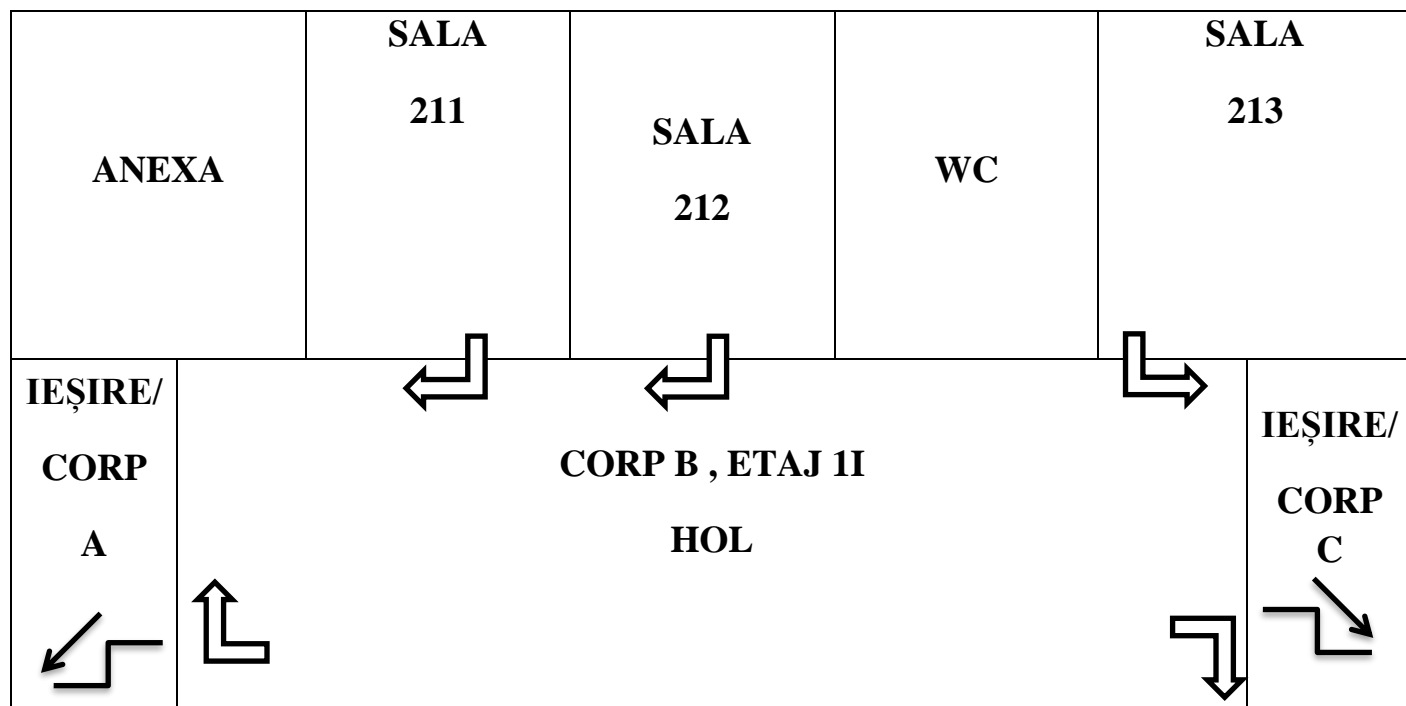 ANEXA
SALA
211
SALA
212
WC
SALA
213
IEȘIRE/
CORP
A
CORP B , ETAJ 1I
HOL
IEȘIRE/
CORP
C